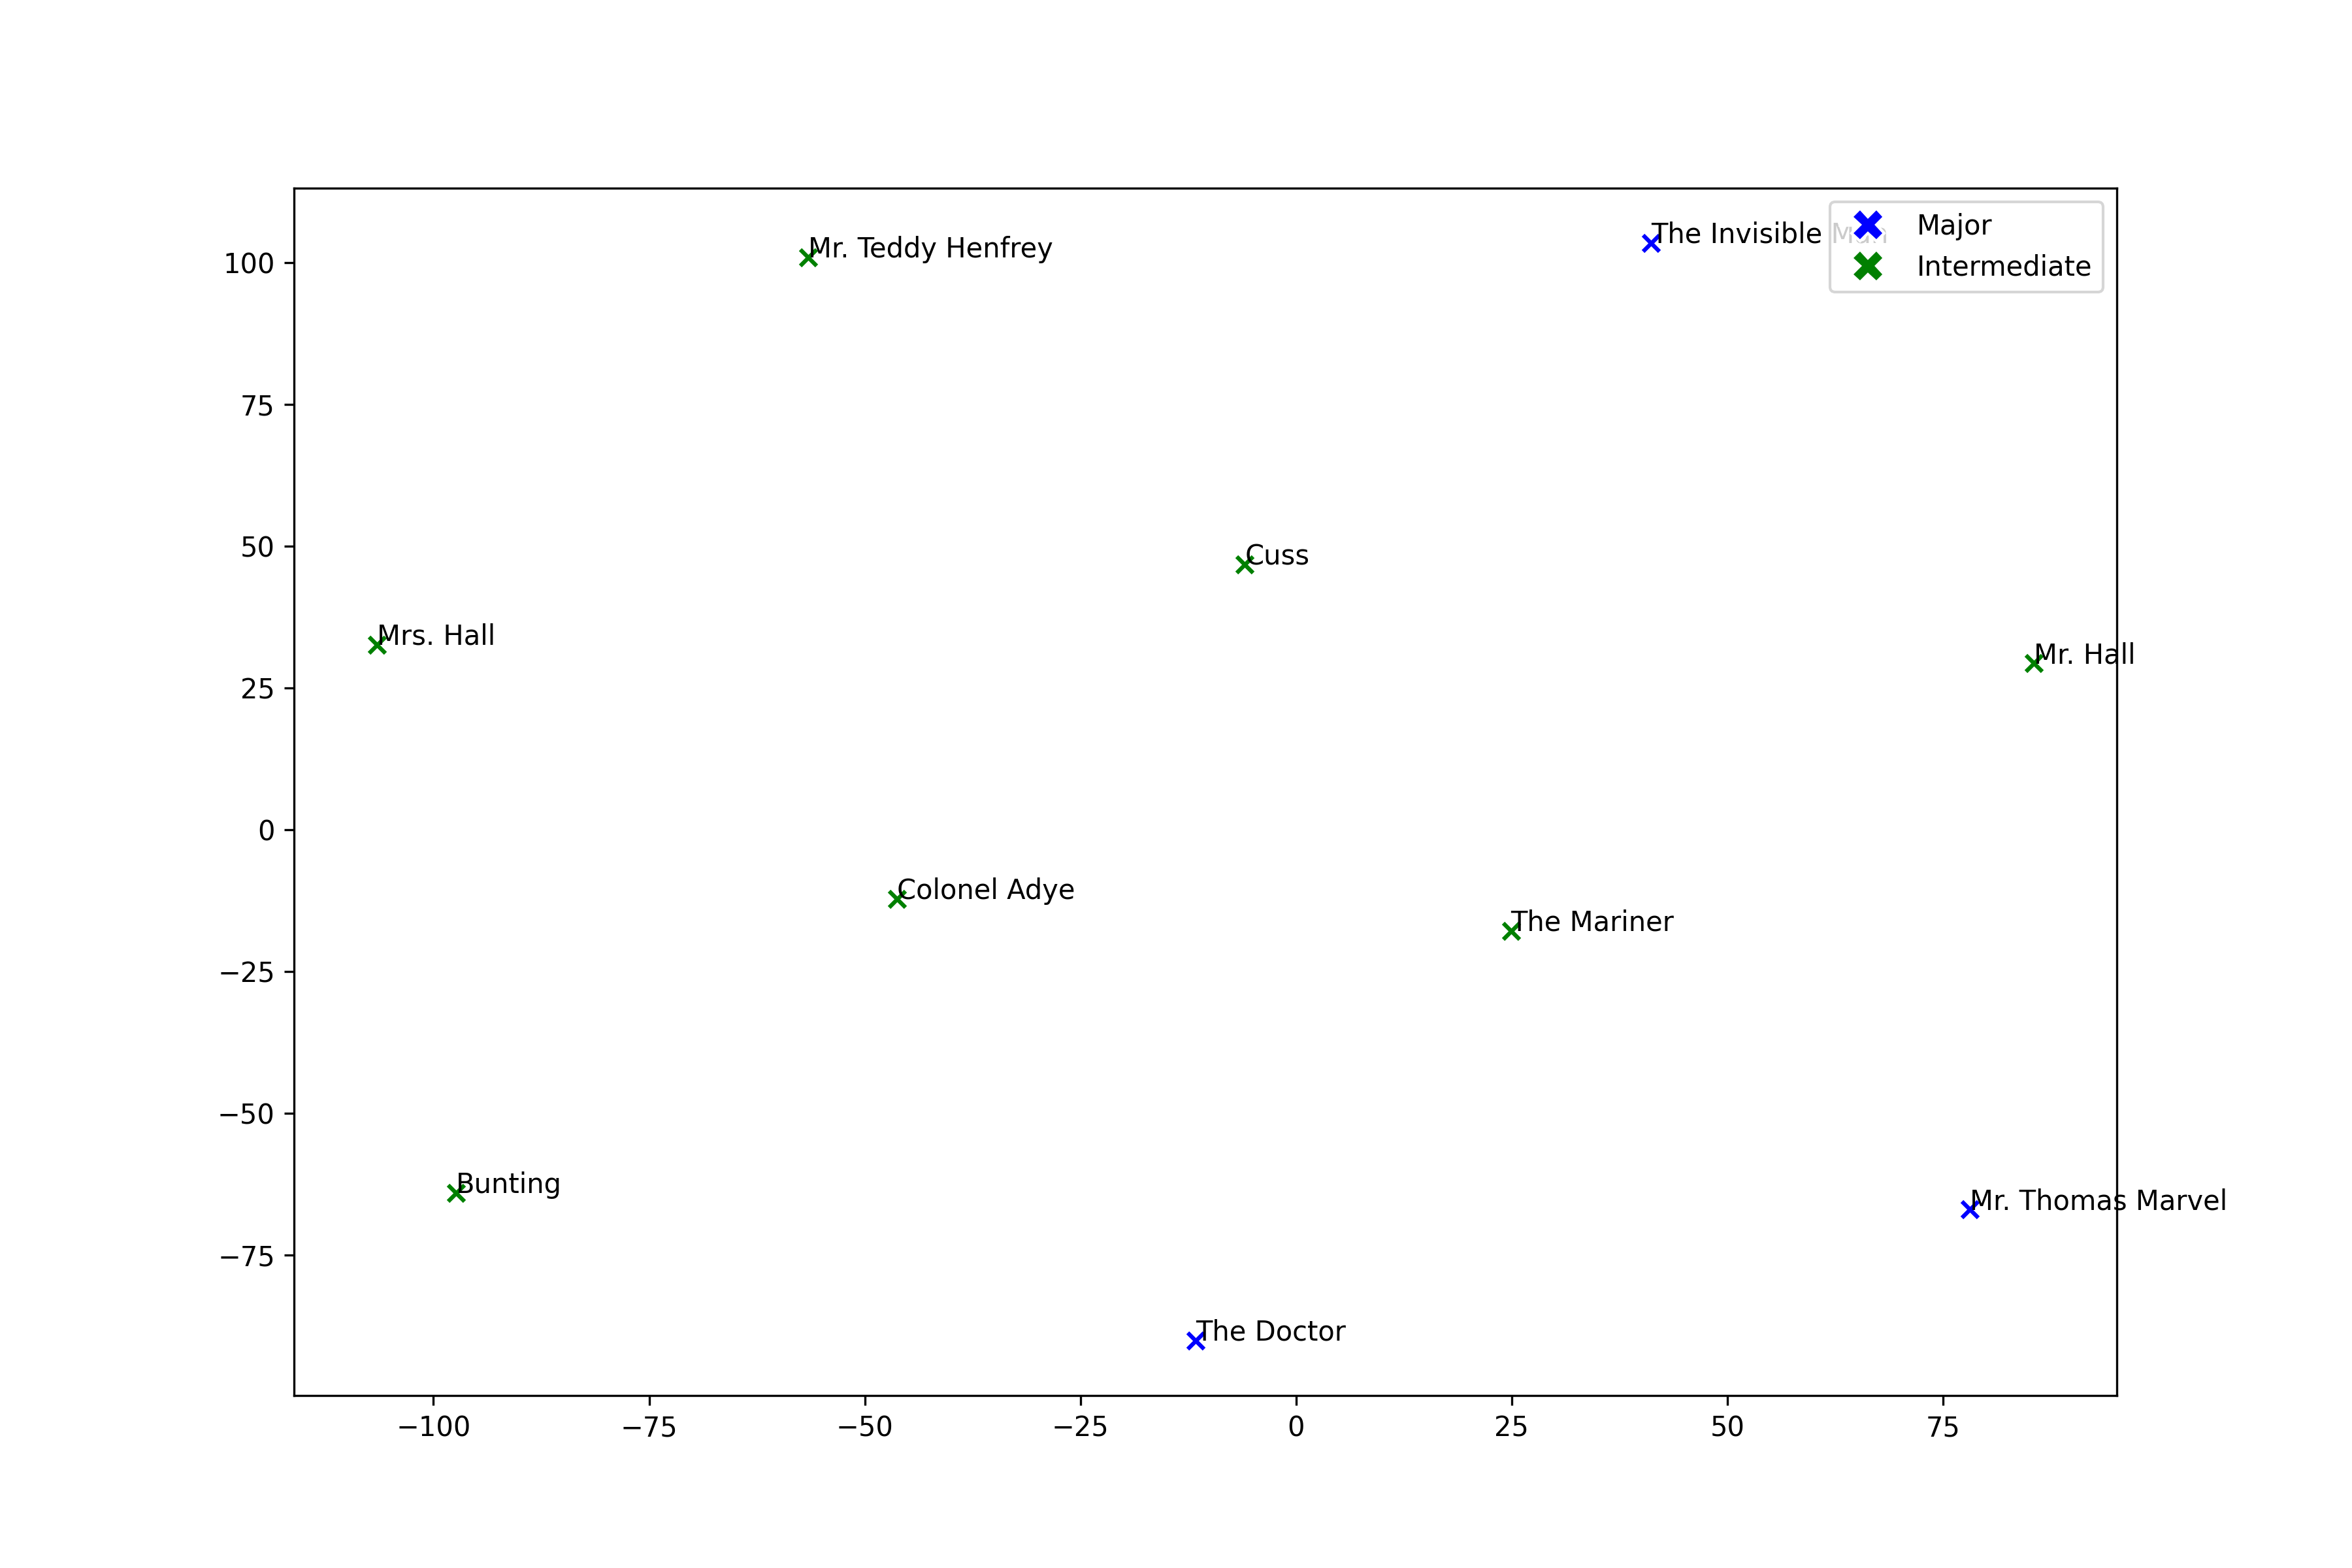 Major
The Invisible Man
Mr. Teddy Henfrey
100
Intermediate
75
50
Cuss
Mrs. Hall
Mr. Hall
25
0
Colonel Adye
The Mariner
−25
−50
Bunting
Mr. Thomas Marvel
−75
The Doctor
−100 −75 −50 −25 0 25 50 75